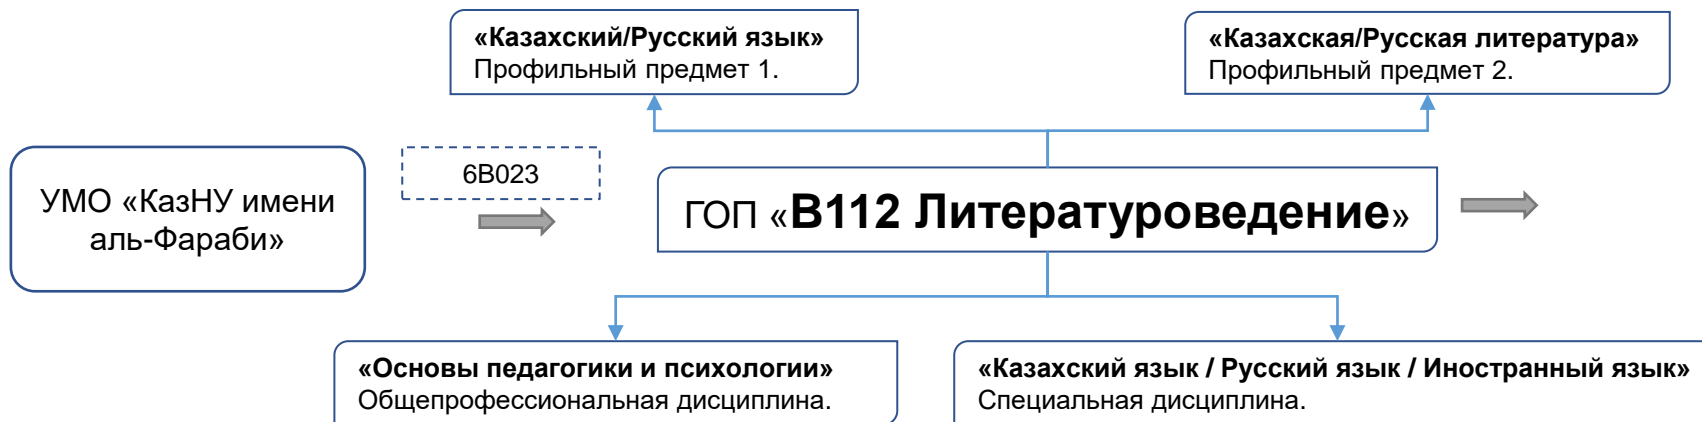 «Казахский/Русский язык»
Профильный предмет 1.
«Казахская/Русская литература»
Профильный предмет 2.
УМО «КазНУ имени
аль-Фараби»
6В023
ГОП «В112 Литературоведение»
«Основы педагогики и психологии»
Общепрофессиональная дисциплина.
«Казахский язык / Русский язык / Иностранный язык»
Специальная дисциплина.